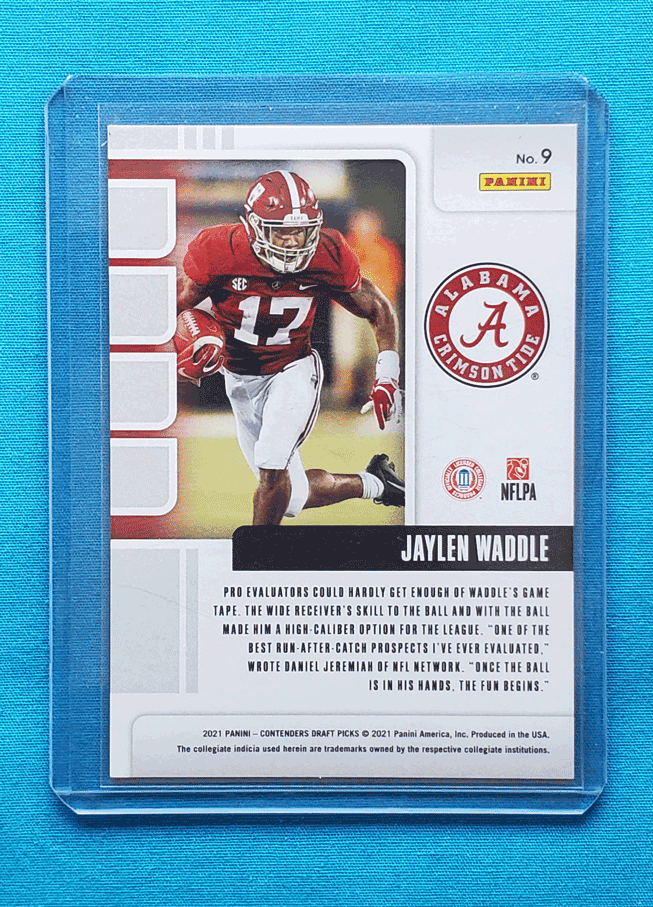 No. 9
PANINI
SEC
17
ALABAMA
CRIMSON TIDE
®
OFFICIALLY LICENSED COLLEGIATE PRODUCTS
NFLPA
JAYLEN WADDLE
PRO EVALUATORS COULD HARDLY GET ENOUGH OF WADDLE'S GAME
TAPE. THE WIDE RECEIVER'S SKILL TO THE BALL AND WITH THE BALL
MADE HIM A HIGH-CALIBER OPTION FOR THE LEAGUE. "ONE OF THE
BEST RUN-AFTER-CATCH PROSPECTS I'VE EVER EVALUATED,"
WROTE DANIEL JEREMIAH OF NFL NETWORK. "ONCE THE BALL
IS IN HIS HANDS, THE FUN BEGINS."
2021 PANINI – CONTENDERS DRAFT PICKS © 2021 Panini America, Inc. Produced in the USA.
The collegiate indicia used herein are trademarks owned by the respective collegiate institutions.